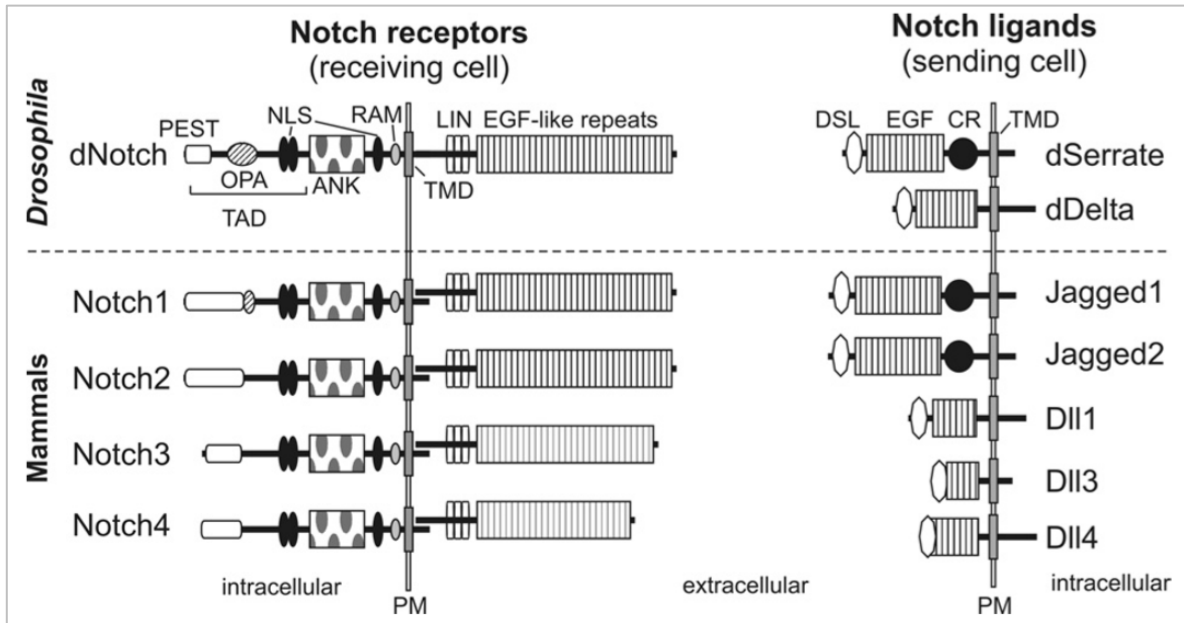 Notch receptors
(receiving cell)
Notch ligands
(sending cell)
Drosophila
PEST
NLS
RAM
LIN EGF-like repeats
DSL EGF CR TMD
dNotch
dSerrate
OPA
ANK
TMD
TAD
dDelta
Mammals
Notch1
Jagged1
Notch2
Jagged2
Dll1
Notch3
Dll3
Notch4
Dll4
intracellular
extracellular
intracellular
PM
PM